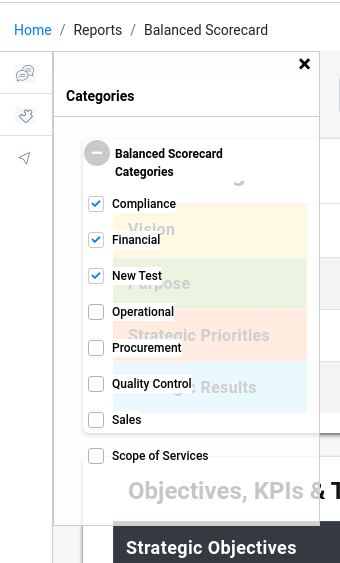 Home / Reports / Balanced Scorecard
Categories
Balanced Scorecard
Categories
Compliance
Vision
Financial
New Test
Purpose
Operational
Strategic Priorities
Procurement
Quality Control
Results
Sales
Scope of Services
Objectives, KPIs &
Strategic Objectives